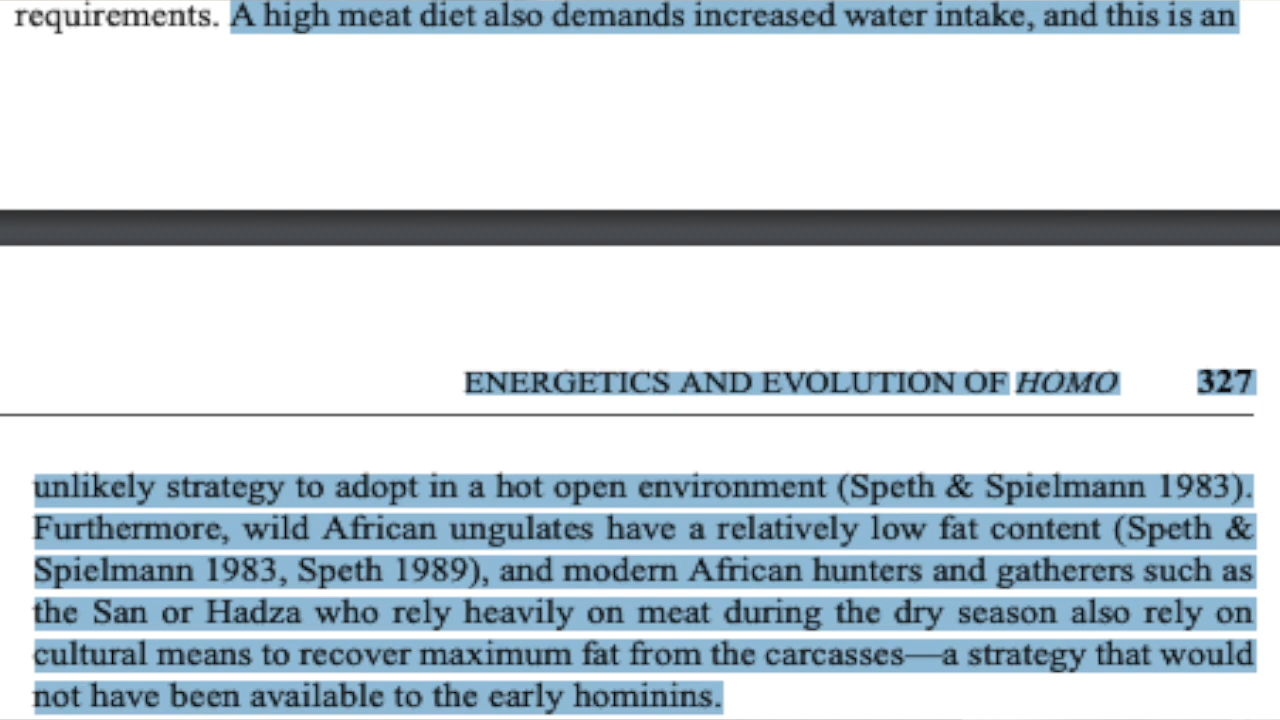 requirements. A high meat diet also demands increased water intake, and this is an
ENERGETICS AND EVOLUTION OF HOMO 327
unlikely strategy to adopt in a hot open environment (Speth & Spielmann 1983).
Furthermore, wild African ungulates have a relatively low fat content (Speth &
Spielmann 1983, Speth 1989), and modern African hunters and gatherers such as
the San or Hadza who rely heavily on meat during the dry season also rely on
cultural means to recover maximum fat from the carcasses—a strategy that would
not have been available to the early hominins.